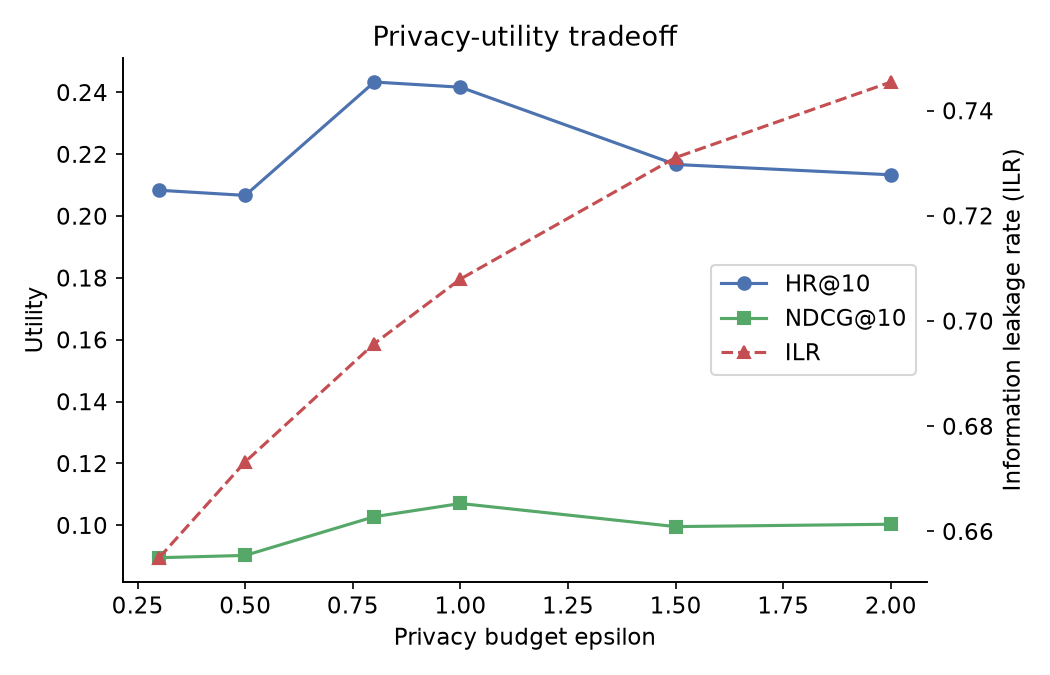 Privacy-utility tradeoff
0.24
0.22
0.20
0.18
0.16
0.14
0.12
0.10
Utility
0.74
0.72
0.70
0.68
0.66
Information leakage rate (ILR)
HR@10
NDCG@10
ILR
0.25 0.50 0.75 1.00 1.25 1.50 1.75 2.00
Privacy budget epsilon